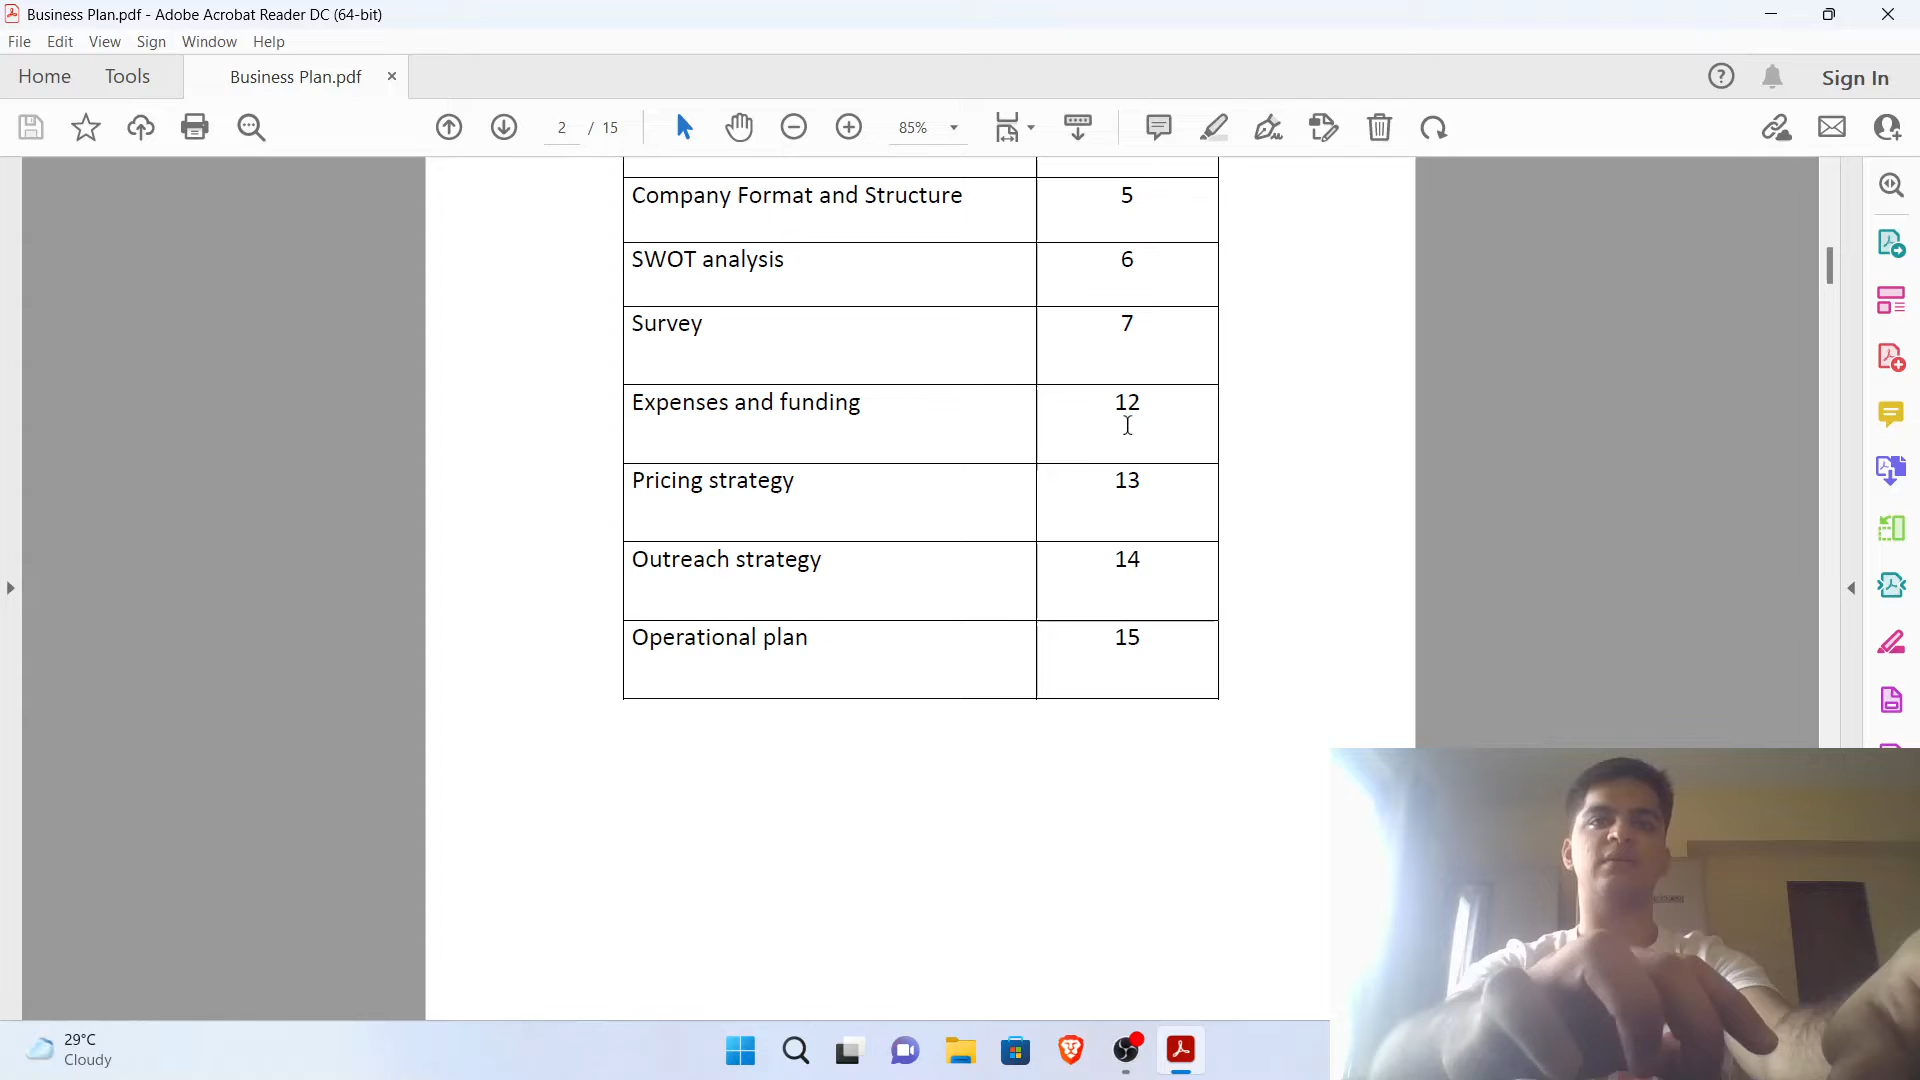 Business Plan.pdf - Adobe Acrobat Reader DC (64-bit)
File Edit View Sign Window Help
Home Tools Business Plan.pdf Sign In
2 / 15 85%
Company Format and Structure 5
SWOT analysis 6
Survey 7
Expenses and funding 12
Pricing strategy 13
Outreach strategy 14
Operational plan 15
29°C
Cloudy